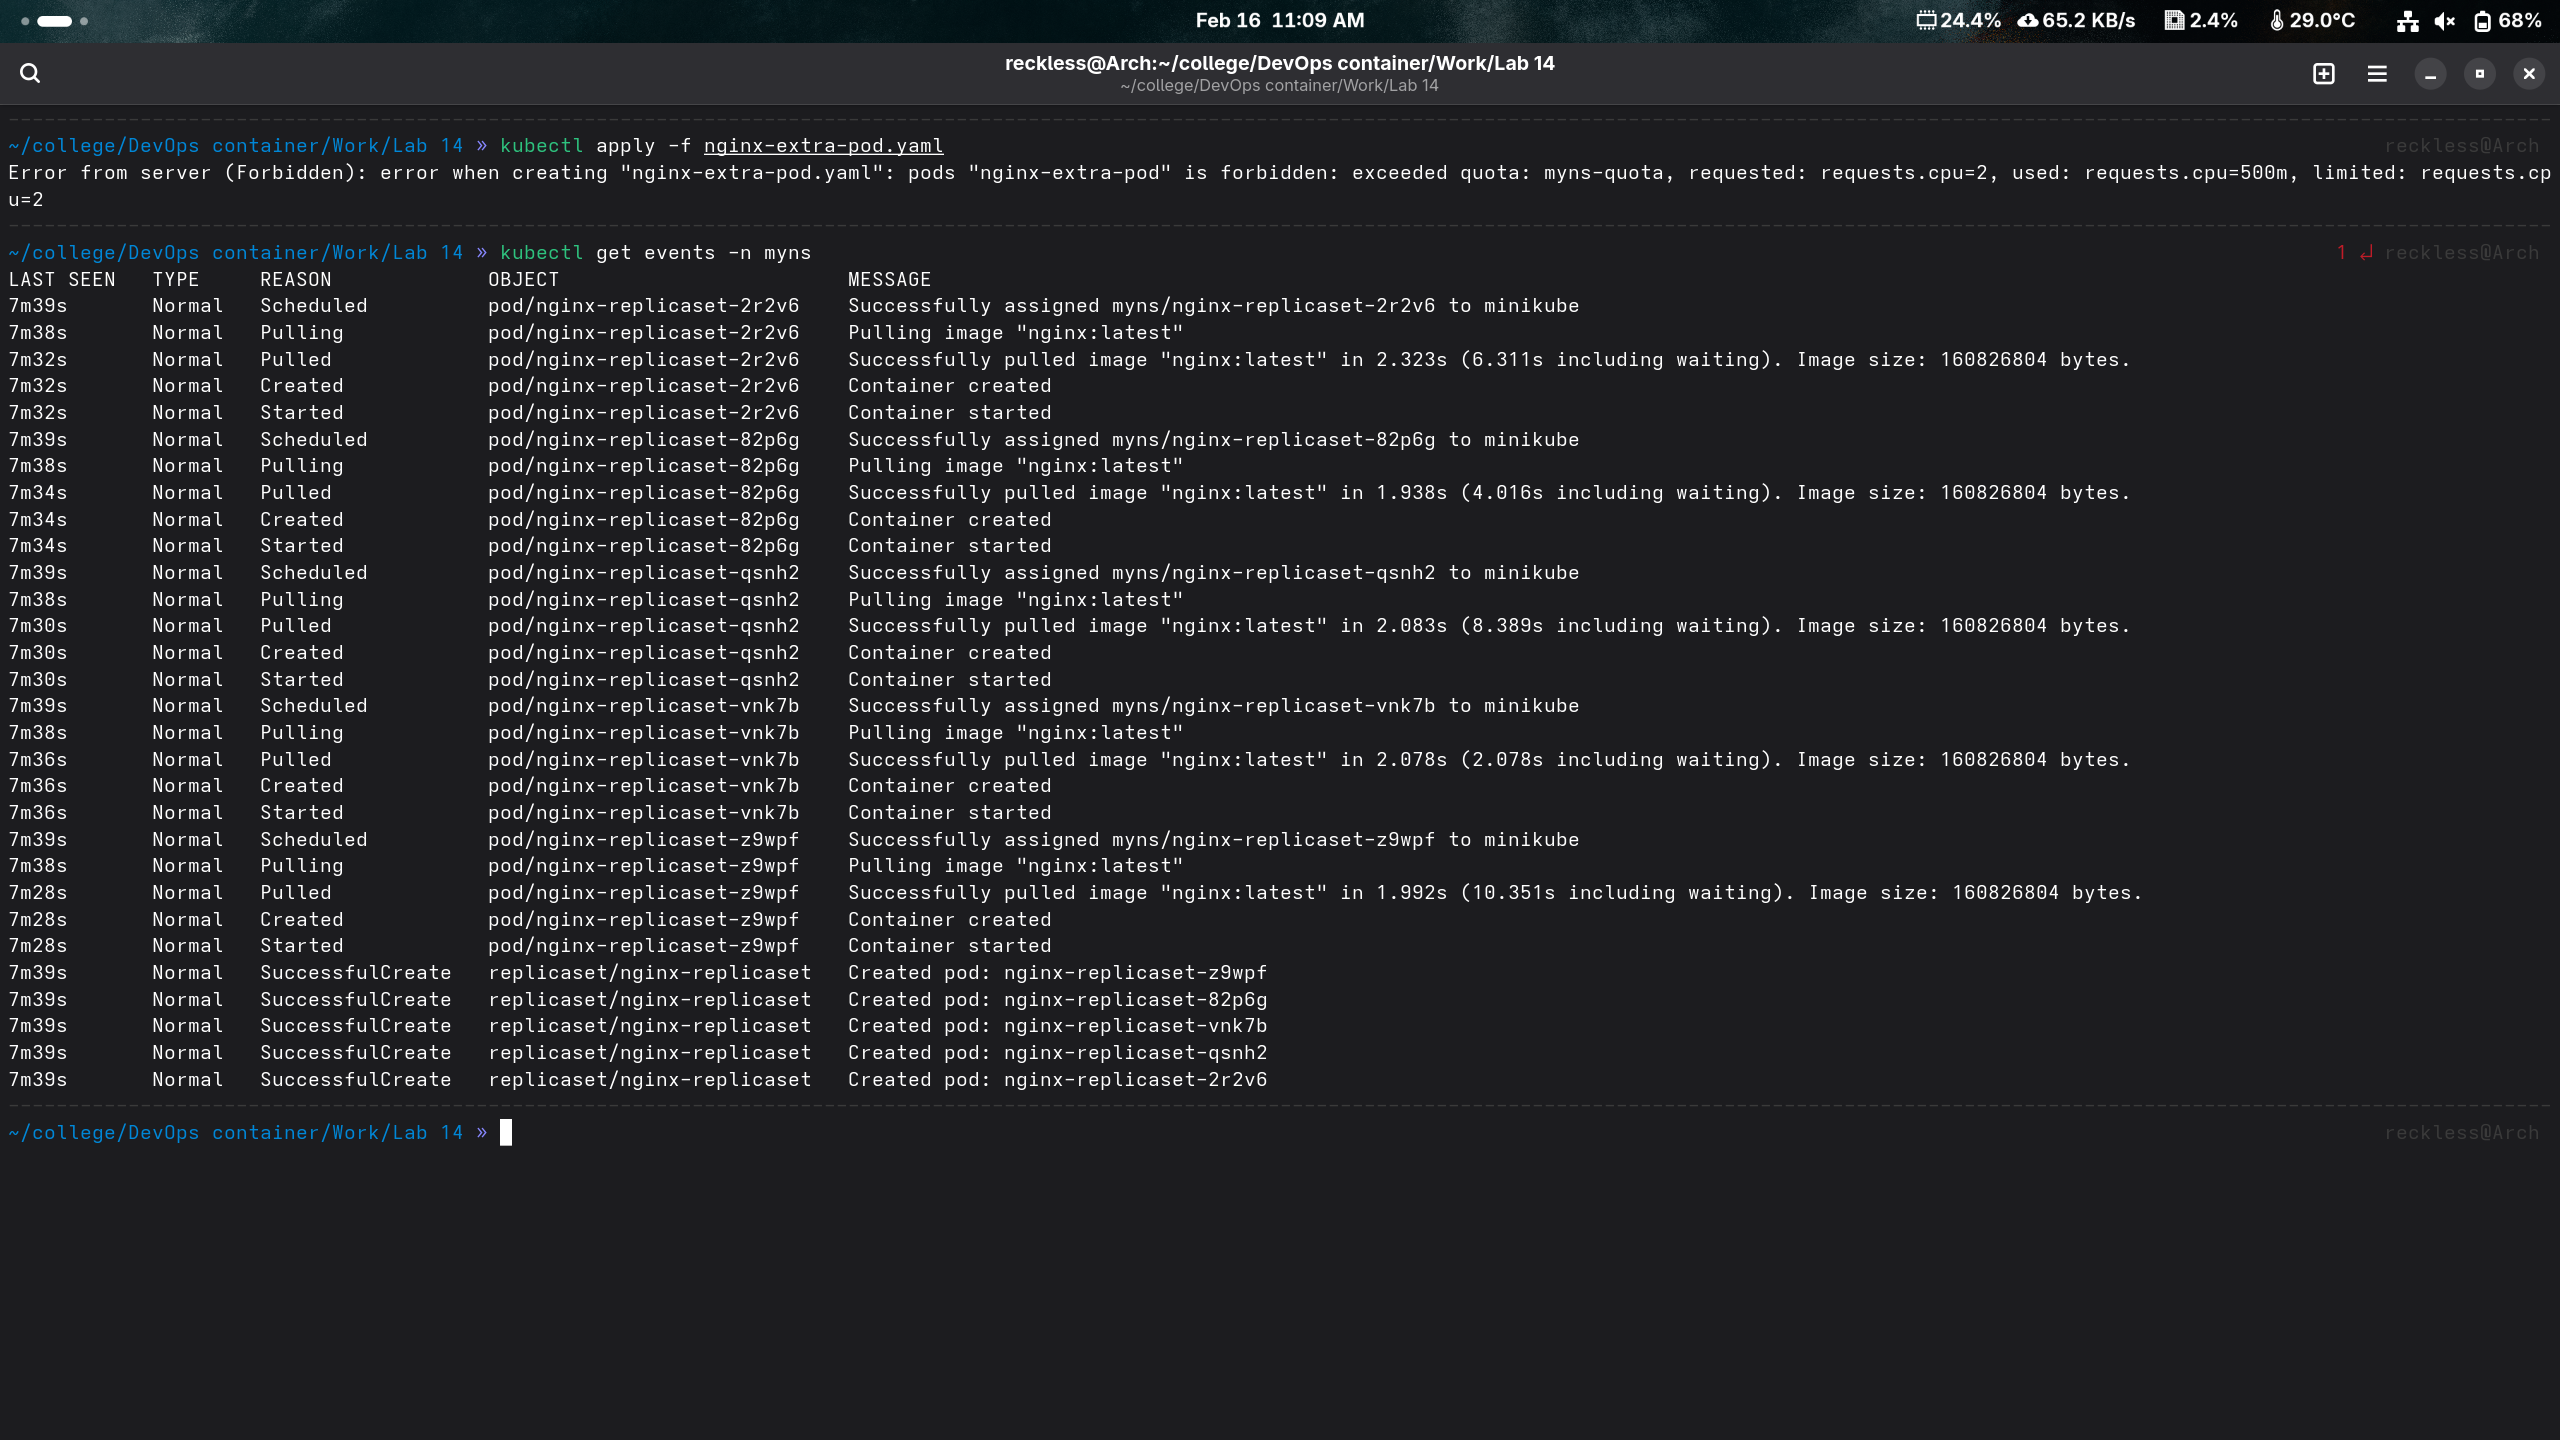 Feb 16 11:09 AM 24.4% 65.2 KB/s 2.4% 29.0°C 68%
reckless@Arch:~/college/DevOps container/Work/Lab 14
~/college/DevOps container/Work/Lab 14
~/college/DevOps container/Work/Lab 14 » kubectl apply -f nginx-extra-pod.yaml reckless@Arch
Error from server (Forbidden): error when creating "nginx-extra-pod.yaml": pods "nginx-extra-pod" is forbidden: exceeded quota: myns-quota, requested: requests.cpu=2, used: requests.cpu=500m, limited: requests.cp
u=2
~/college/DevOps container/Work/Lab 14 » kubectl get events -n myns 1 ↲ reckless@Arch
LAST SEEN TYPE REASON OBJECT MESSAGE
7m39s Normal Scheduled pod/nginx-replicaset-2r2v6 Successfully assigned myns/nginx-replicaset-2r2v6 to minikube
7m38s Normal Pulling pod/nginx-replicaset-2r2v6 Pulling image "nginx:latest"
7m32s Normal Pulled pod/nginx-replicaset-2r2v6 Successfully pulled image "nginx:latest" in 2.323s (6.311s including waiting). Image size: 160826804 bytes.
7m32s Normal Created pod/nginx-replicaset-2r2v6 Container created
7m32s Normal Started pod/nginx-replicaset-2r2v6 Container started
7m39s Normal Scheduled pod/nginx-replicaset-82p6g Successfully assigned myns/nginx-replicaset-82p6g to minikube
7m38s Normal Pulling pod/nginx-replicaset-82p6g Pulling image "nginx:latest"
7m34s Normal Pulled pod/nginx-replicaset-82p6g Successfully pulled image "nginx:latest" in 1.938s (4.016s including waiting). Image size: 160826804 bytes.
7m34s Normal Created pod/nginx-replicaset-82p6g Container created
7m34s Normal Started pod/nginx-replicaset-82p6g Container started
7m39s Normal Scheduled pod/nginx-replicaset-qsnh2 Successfully assigned myns/nginx-replicaset-qsnh2 to minikube
7m38s Normal Pulling pod/nginx-replicaset-qsnh2 Pulling image "nginx:latest"
7m30s Normal Pulled pod/nginx-replicaset-qsnh2 Successfully pulled image "nginx:latest" in 2.083s (8.389s including waiting). Image size: 160826804 bytes.
7m30s Normal Created pod/nginx-replicaset-qsnh2 Container created
7m30s Normal Started pod/nginx-replicaset-qsnh2 Container started
7m39s Normal Scheduled pod/nginx-replicaset-vnk7b Successfully assigned myns/nginx-replicaset-vnk7b to minikube
7m38s Normal Pulling pod/nginx-replicaset-vnk7b Pulling image "nginx:latest"
7m36s Normal Pulled pod/nginx-replicaset-vnk7b Successfully pulled image "nginx:latest" in 2.078s (2.078s including waiting). Image size: 160826804 bytes.
7m36s Normal Created pod/nginx-replicaset-vnk7b Container created
7m36s Normal Started pod/nginx-replicaset-vnk7b Container started
7m39s Normal Scheduled pod/nginx-replicaset-z9wpf Successfully assigned myns/nginx-replicaset-z9wpf to minikube
7m38s Normal Pulling pod/nginx-replicaset-z9wpf Pulling image "nginx:latest"
7m28s Normal Pulled pod/nginx-replicaset-z9wpf Successfully pulled image "nginx:latest" in 1.992s (10.351s including waiting). Image size: 160826804 bytes.
7m28s Normal Created pod/nginx-replicaset-z9wpf Container created
7m28s Normal Started pod/nginx-replicaset-z9wpf Container started
7m39s Normal SuccessfulCreate replicaset/nginx-replicaset Created pod: nginx-replicaset-z9wpf
7m39s Normal SuccessfulCreate replicaset/nginx-replicaset Created pod: nginx-replicaset-82p6g
7m39s Normal SuccessfulCreate replicaset/nginx-replicaset Created pod: nginx-replicaset-vnk7b
7m39s Normal SuccessfulCreate replicaset/nginx-replicaset Created pod: nginx-replicaset-qsnh2
7m39s Normal SuccessfulCreate replicaset/nginx-replicaset Created pod: nginx-replicaset-2r2v6
~/college/DevOps container/Work/Lab 14 » reckless@Arch